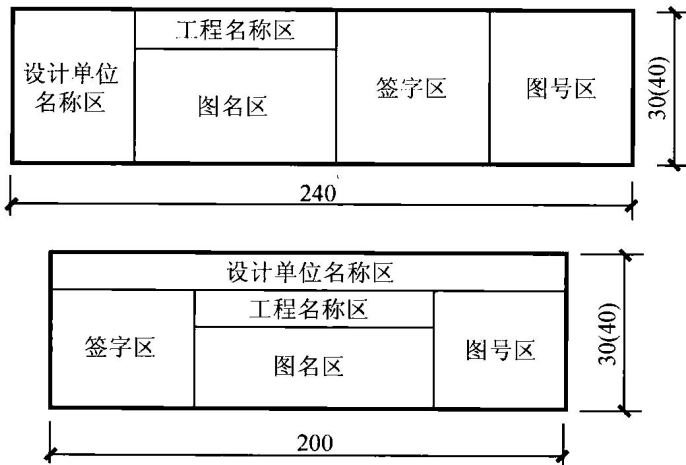 工程名称区
设计单位
名称区
图名区
签字区
图号区
30(40)
240
设计单位名称区
工程名称区
签字区
图名区
图号区
30(40)
200